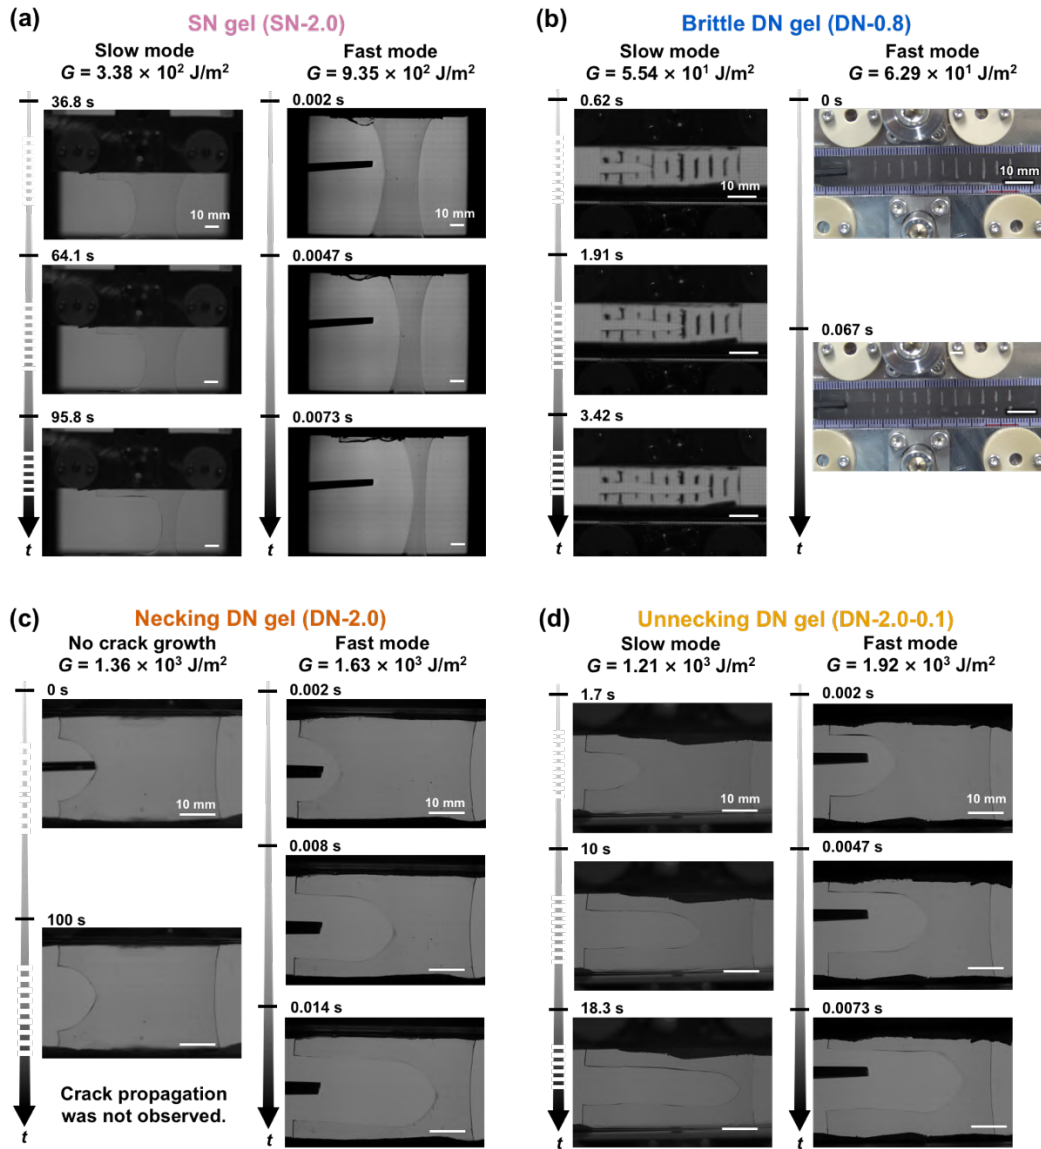 (a)
SN gel (SN-2.0)
Slow mode
G = 3.38 × 10² J/m²
36.8 s
10 mm
64.1 s
95.8 s
t
Fast mode
G = 9.35 × 10² J/m²
0.002 s
10 mm
0.0047 s
0.0073 s
t
(b)
Brittle DN gel (DN-0.8)
Slow mode
G = 5.54 × 10¹ J/m²
0.62 s
10 mm
1.91 s
3.42 s
t
Fast mode
G = 6.29 × 10¹ J/m²
0 s
10 mm
0.067 s
t
(c)
Necking DN gel (DN-2.0)
No crack growth
G = 1.36 × 10³ J/m²
0 s
10 mm
100 s
Crack propagation
was not observed.
t
Fast mode
G = 1.63 × 10³ J/m²
0.002 s
10 mm
0.008 s
0.014 s
t
(d)
Unnecking DN gel (DN-2.0-0.1)
Slow mode
G = 1.21 × 10³ J/m²
1.7 s
10 mm
10 s
18.3 s
t
Fast mode
G = 1.92 × 10³ J/m²
0.002 s
10 mm
0.0047 s
0.0073 s
t